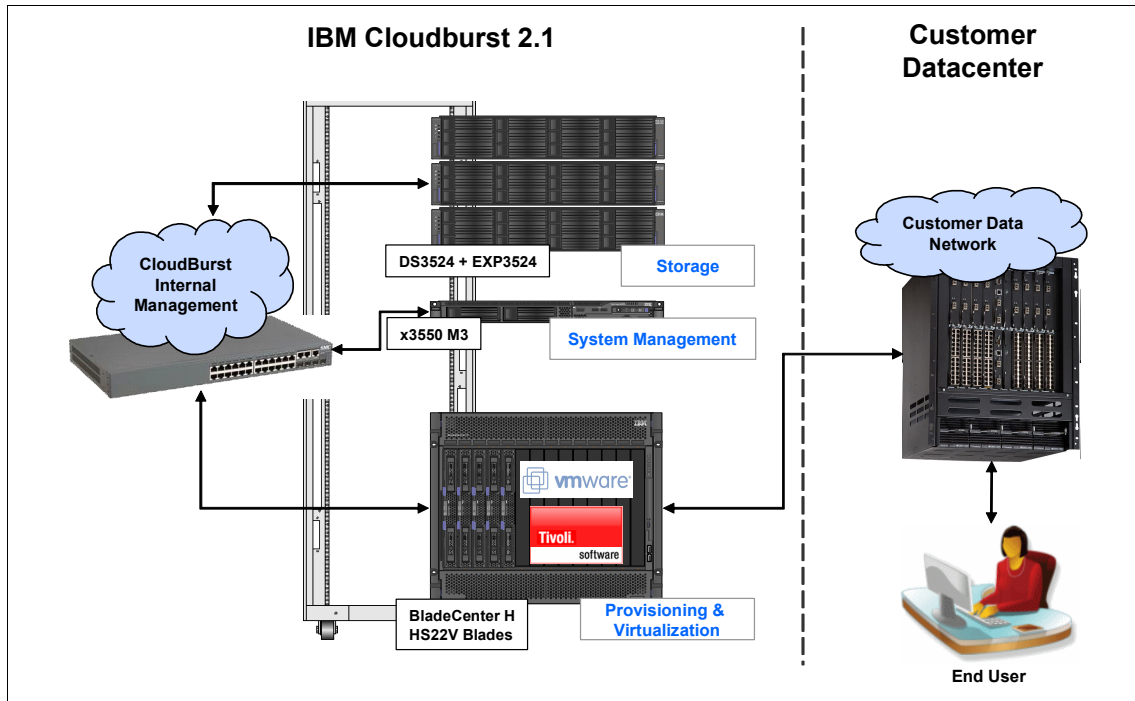 IBM Cloudburst 2.1
Customer
Datacenter
CloudBurst
Internal
Management
DS3524 + EXP3524
Storage
x3550 M3
System Management
vmware
Tivoli.
software
BladeCenter H
HS22V Blades
Provisioning &
Virtualization
Customer Data
Network
End User